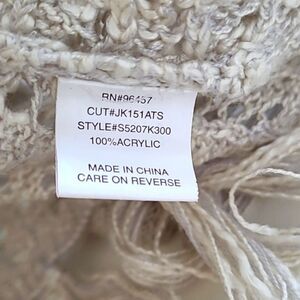 RN#96457
CUT#JK151ATS
STYLE#S5207K300
100%ACRYLIC
MADE IN CHINA
CARE ON REVERSE